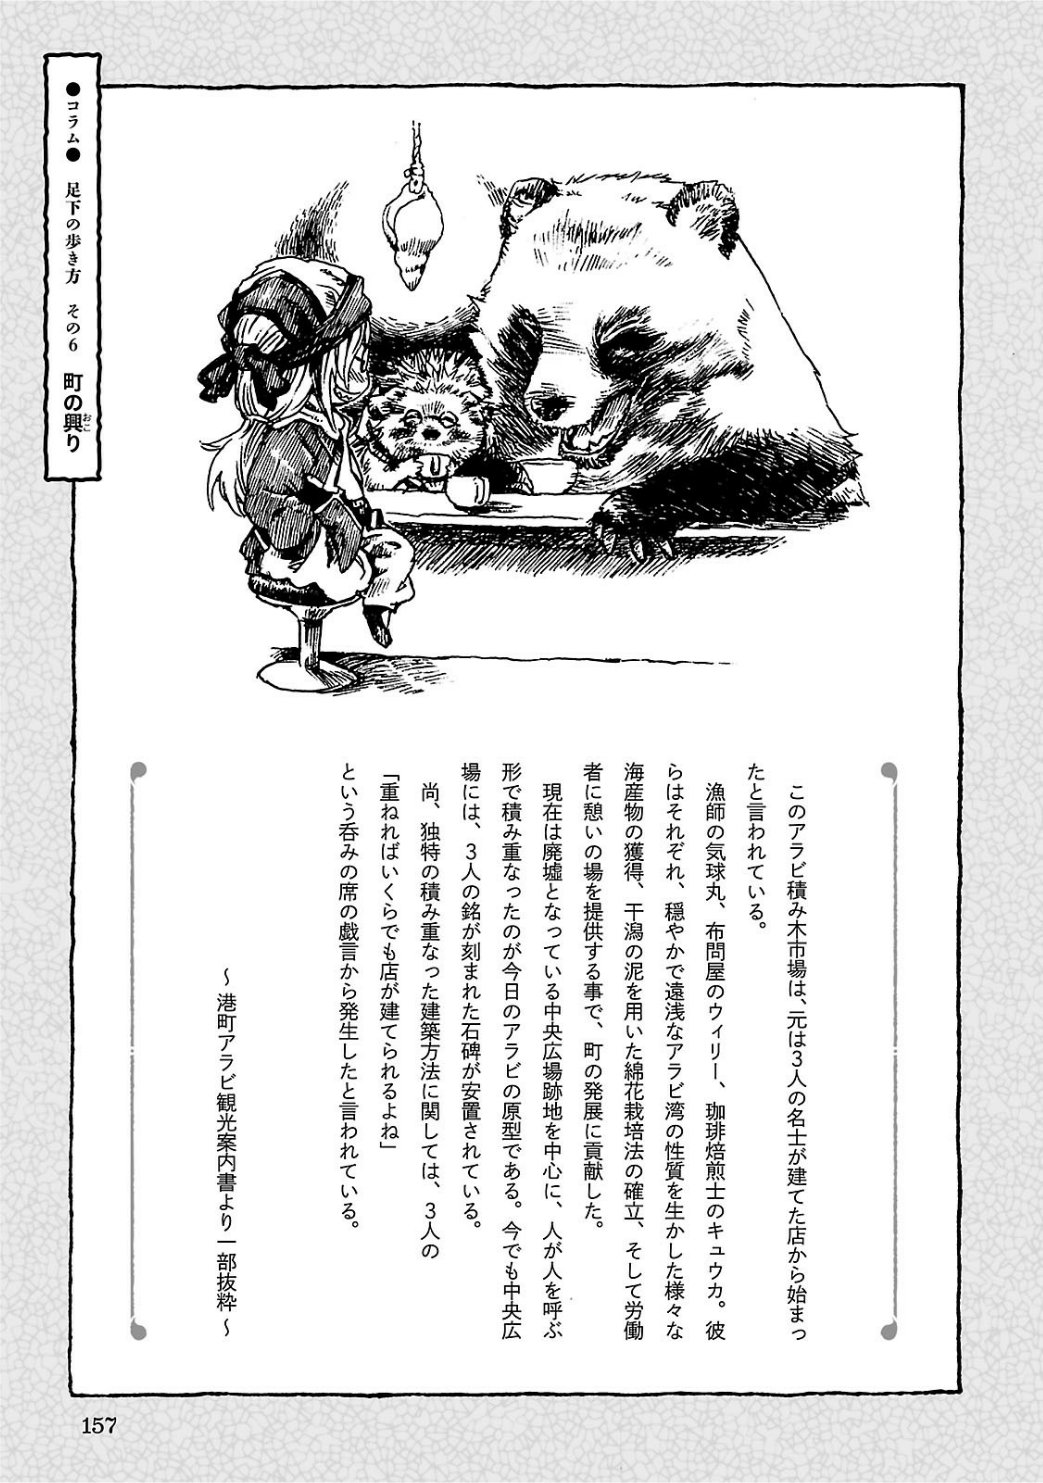 ●コラム● 足下の歩き方 その6 町の興り
おこ
このアラビ積み木市場は、元は3人の名士が建てた店から始まっ
たと言われている。
漁師の気球丸、布問屋のウィリー、珈琲焙煎士のキュウカ。彼
らはそれぞれ、穏やかで遠浅なアラビ湾の性質を生かした様々な
海産物の獲得、干潟の泥を用いた綿花栽培法の確立、そして労働
者に憩いの場を提供する事で、町の発展に貢献した。
現在は廃墟となっている中央広場跡地を中心に、人が人を呼ぶ
形で積み重なったのが今日のアラビの原型である。今でも中央広
場には、3人の銘が刻まれた石碑が安置されている。
尚、独特の積み重なった建築方法に関しては、3人の
「重ねればいくらでも店が建てられるよね」
という呑みの席の戯言から発生したと言われている。
~港町アラビ観光案内書より一部抜粋~
157